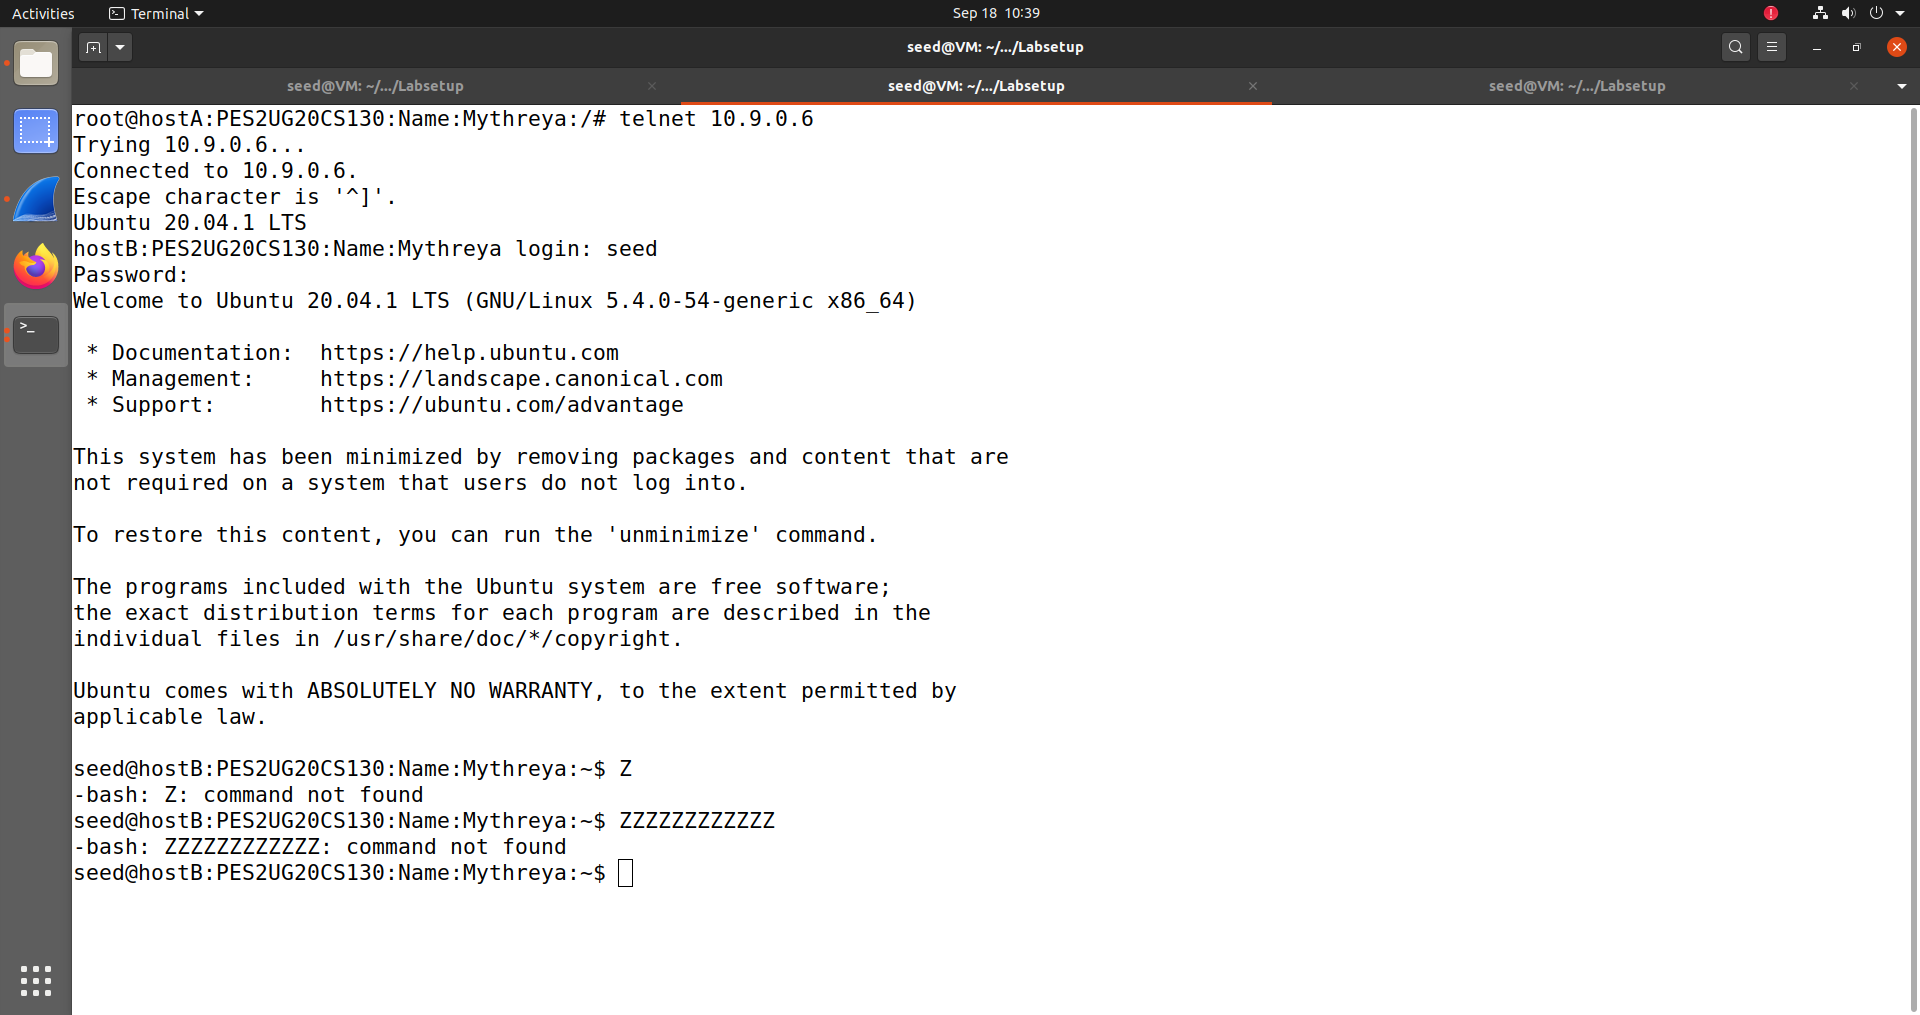 Activities
Terminal
Sep 18 10:39
seed@VM: ~/.../Labsetup
seed@VM: ~/.../Labsetup
seed@VM: ~/.../Labsetup
seed@VM: ~/.../Labsetup
root@hostA:PES2UG20CS130:Name:Mythreya:/# telnet 10.9.0.6
Trying 10.9.0.6...
Connected to 10.9.0.6.
Escape character is '^]'.
Ubuntu 20.04.1 LTS
hostB:PES2UG20CS130:Name:Mythreya login: seed
Password:
Welcome to Ubuntu 20.04.1 LTS (GNU/Linux 5.4.0-54-generic x86_64)
* Documentation:  https://help.ubuntu.com
* Management:     https://landscape.canonical.com
* Support:        https://ubuntu.com/advantage
This system has been minimized by removing packages and content that are
not required on a system that users do not log into.
To restore this content, you can run the 'unminimize' command.
The programs included with the Ubuntu system are free software;
the exact distribution terms for each program are described in the
individual files in /usr/share/doc/*/copyright.
Ubuntu comes with ABSOLUTELY NO WARRANTY, to the extent permitted by
applicable law.
seed@hostB:PES2UG20CS130:Name:Mythreya:~$ Z
-bash: Z: command not found
seed@hostB:PES2UG20CS130:Name:Mythreya:~$ ZZZZZZZZZZZZ
-bash: ZZZZZZZZZZZZ: command not found
seed@hostB:PES2UG20CS130:Name:Mythreya:~$